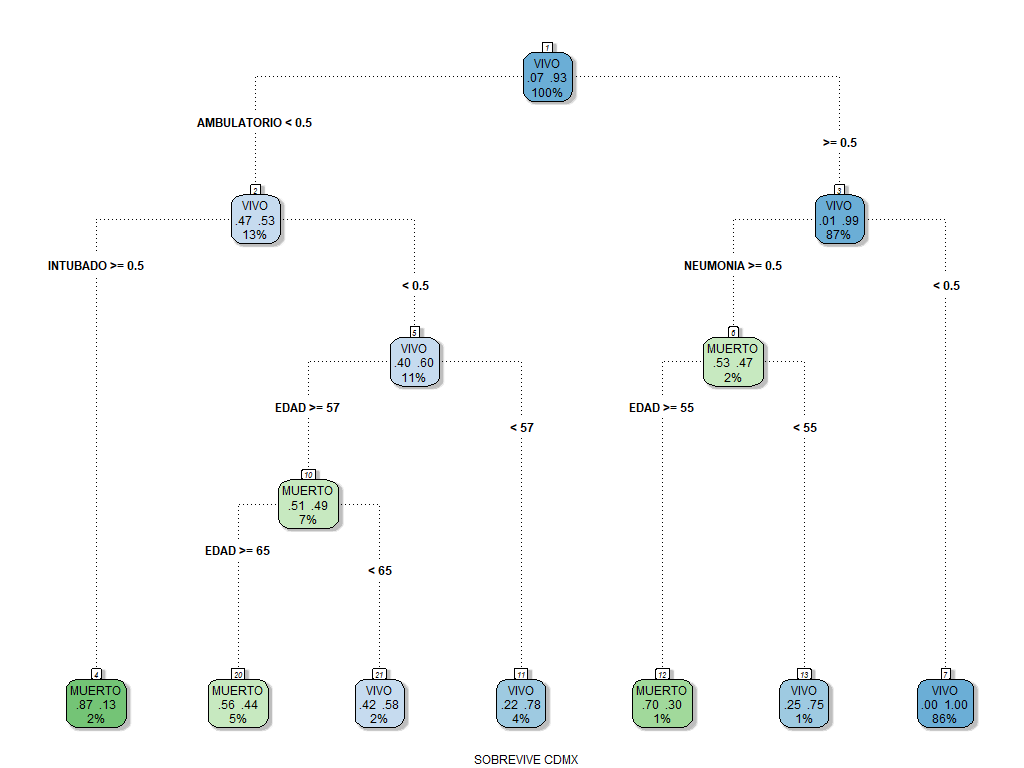 1
VIVO
.07 .93
100%
AMBULATORIO < 0.5
>= 0.5
2
VIVO
.47 .53
13%
3
VIVO
.01 .99
87%
INTUBADO >= 0.5
< 0.5
NEUMONIA >= 0.5
< 0.5
5
VIVO
.40 .60
11%
6
MUERTO
.53 .47
2%
EDAD >= 57
< 57
EDAD >= 55
< 55
10
MUERTO
.51 .49
7%
EDAD >= 65
< 65
4
MUERTO
.87 .13
2%
20
MUERTO
.56 .44
5%
21
VIVO
.42 .58
2%
11
VIVO
.22 .78
4%
12
MUERTO
.70 .30
1%
13
VIVO
.25 .75
1%
7
VIVO
.00 1.00
86%
SOBREVIVE CDMX